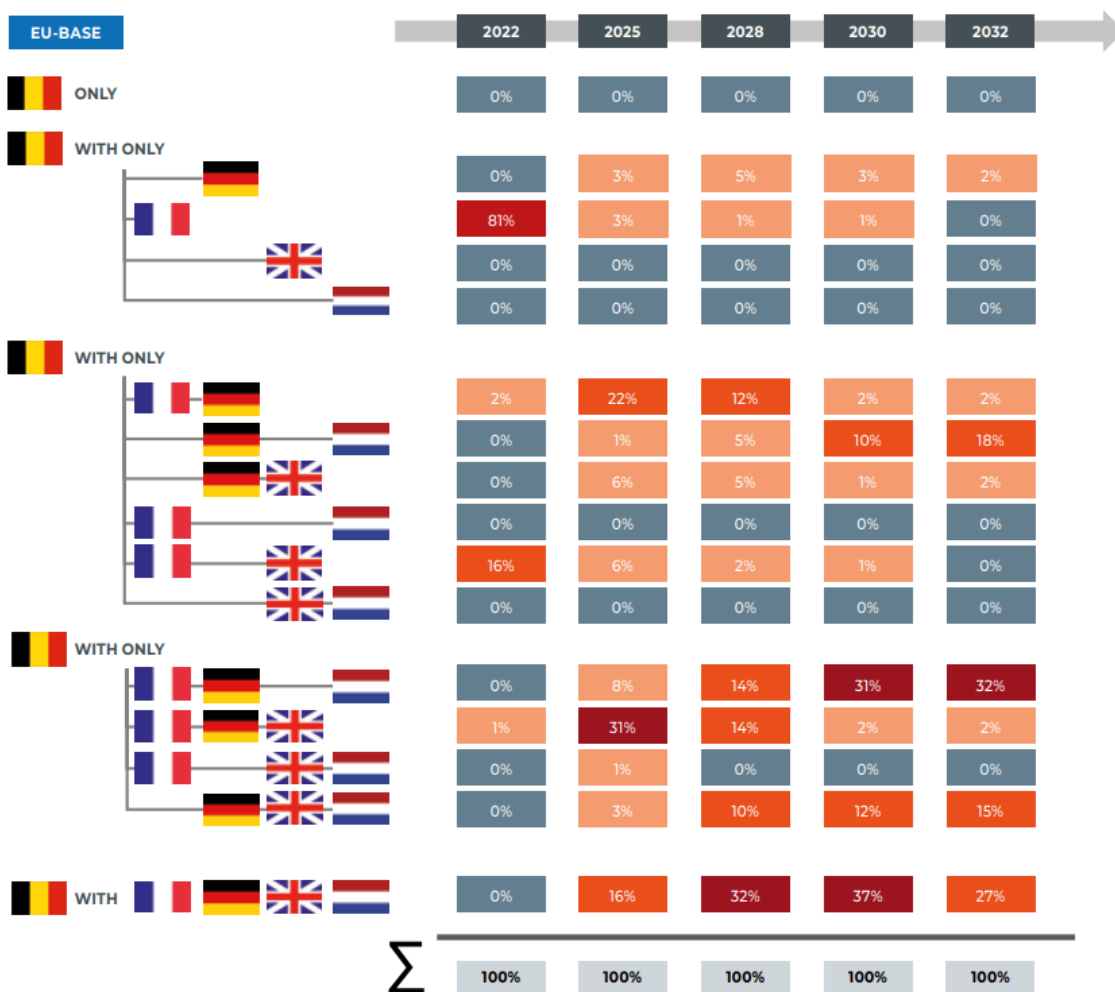 EU-BASE 2022 2025 2028 2030 2032
ONLY 0% 0% 0% 0% 0%
WITH ONLY
0% 3% 5% 3% 2%
81% 3% 1% 1% 0%
0% 0% 0% 0% 0%
0% 0% 0% 0% 0%
WITH ONLY
2% 22% 12% 2% 2%
0% 1% 5% 10% 18%
0% 6% 5% 1% 2%
0% 0% 0% 0% 0%
16% 6% 2% 1% 0%
0% 0% 0% 0% 0%
WITH ONLY
0% 8% 14% 31% 32%
1% 31% 14% 2% 2%
0% 1% 0% 0% 0%
0% 3% 10% 12% 15%
WITH 0% 16% 32% 37% 27%
∑ 100% 100% 100% 100% 100%